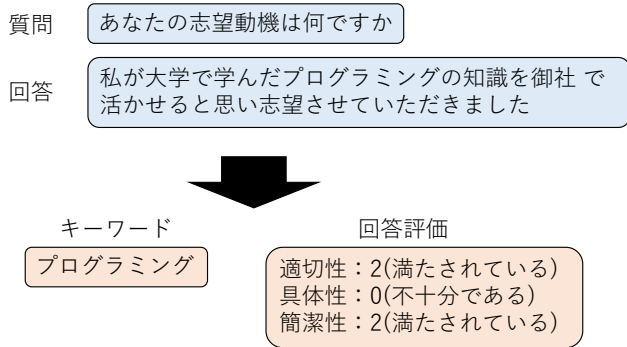 質問
あなたの志望動機は何ですか
回答
私が大学で学んだプログラミングの知識を御社 で
活かせると思い志望させていただきました
キーワード
プログラミング
回答評価
適切性：2(満たされている)
具体性：0(不十分である)
簡潔性：2(満たされている)